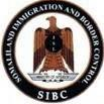 SOMALILAND IMMIGRATION AND BORDER CONTROL
SIBC